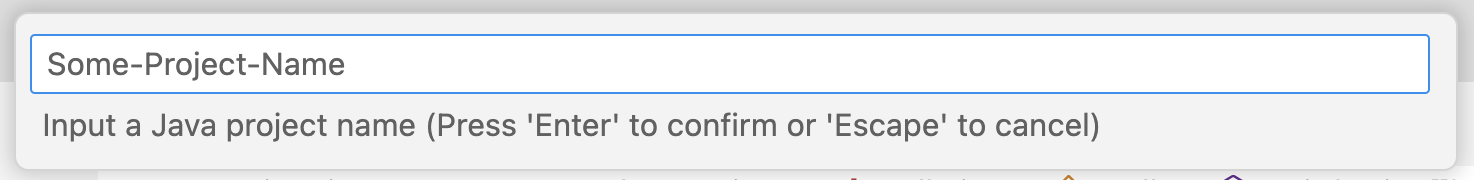 Some-Project-Name
Input a Java project name (Press 'Enter' to confirm or 'Escape' to cancel)